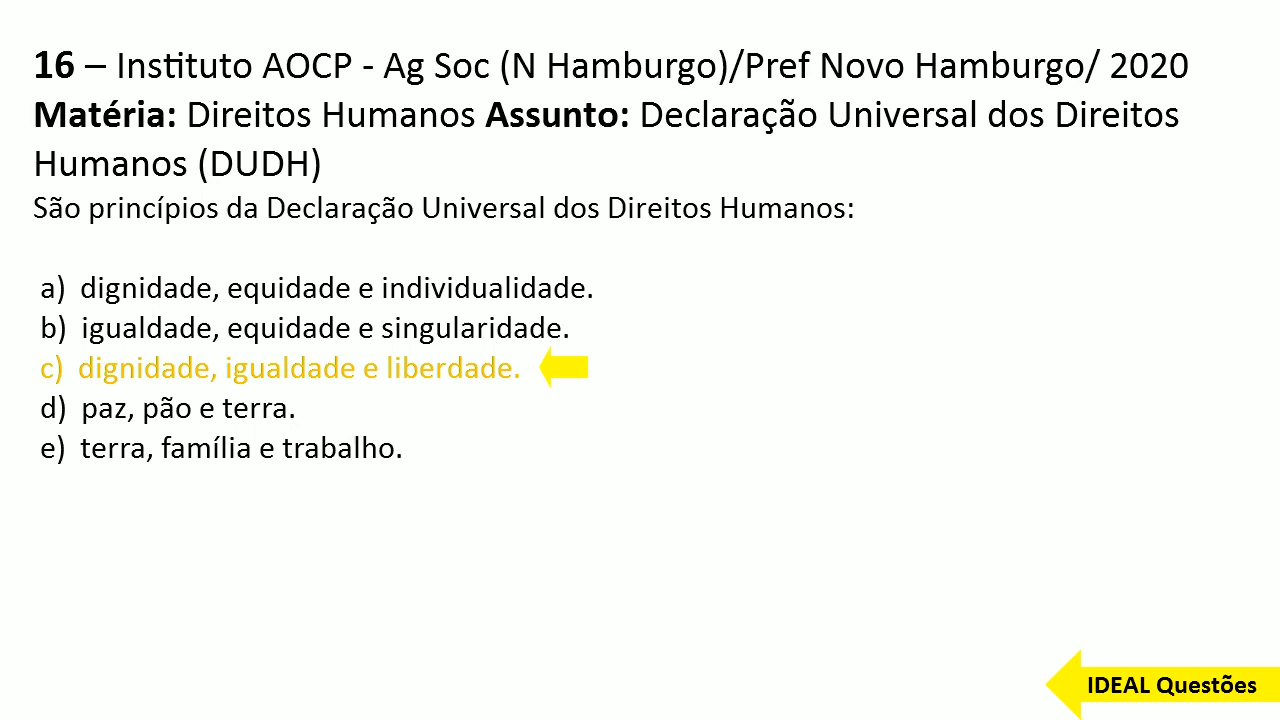 16 – Instituto AOCP - Ag Soc (N Hamburgo)/Pref Novo Hamburgo/ 2020
Matéria: Direitos Humanos Assunto: Declaração Universal dos Direitos
Humanos (DUDH)
São princípios da Declaração Universal dos Direitos Humanos:
a) dignidade, equidade e individualidade.
b) igualdade, equidade e singularidade.
c) dignidade, igualdade e liberdade.
d) paz, pão e terra.
e) terra, família e trabalho.
IDEAL Questões